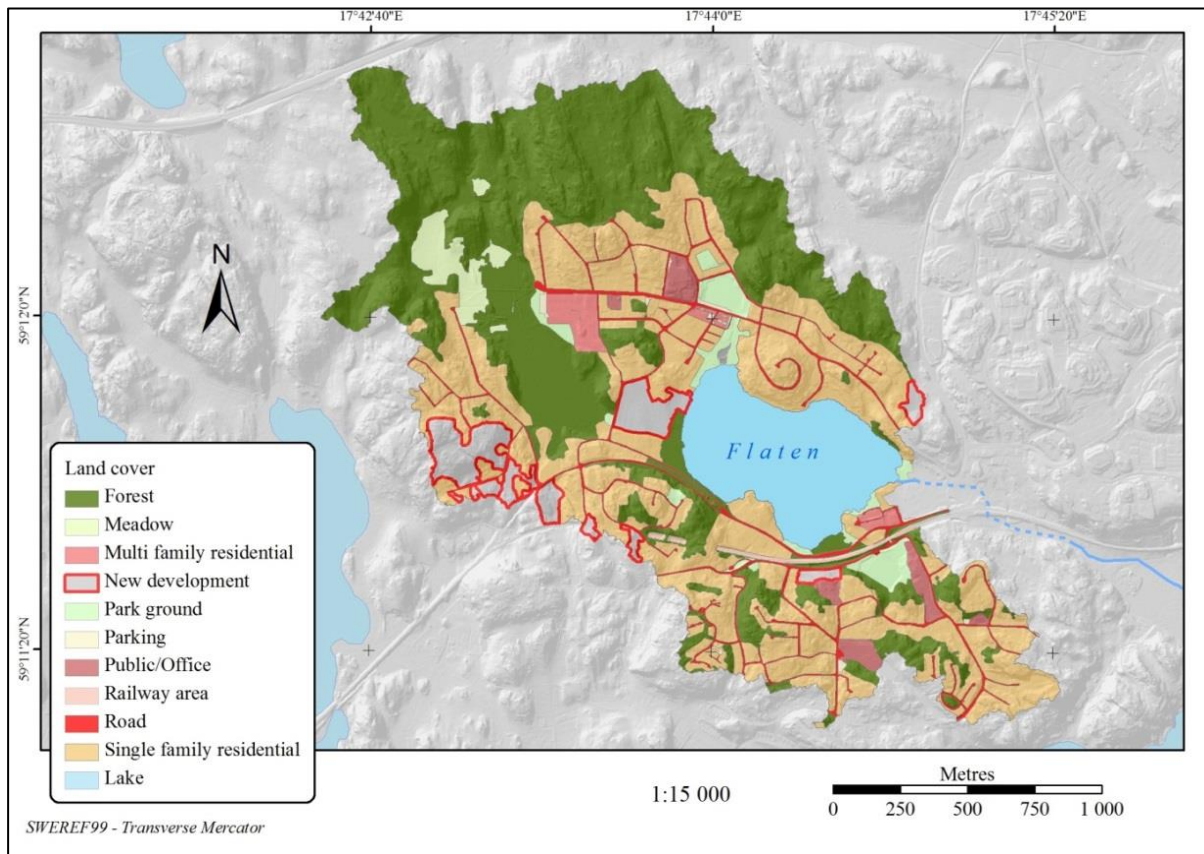 17°42'40"E
17°44'0"E
17°45'20"E
59°12'0"N
59°11'20"N
N
Flaten
Land cover
Forest
Meadow
Multi family residential
New development
Park ground
Parking
Public/Office
Railway area
Road
Single family residential
Lake
Metres
1:15 000
0 250 500 750 1 000
SWEREF99 - Transverse Mercator